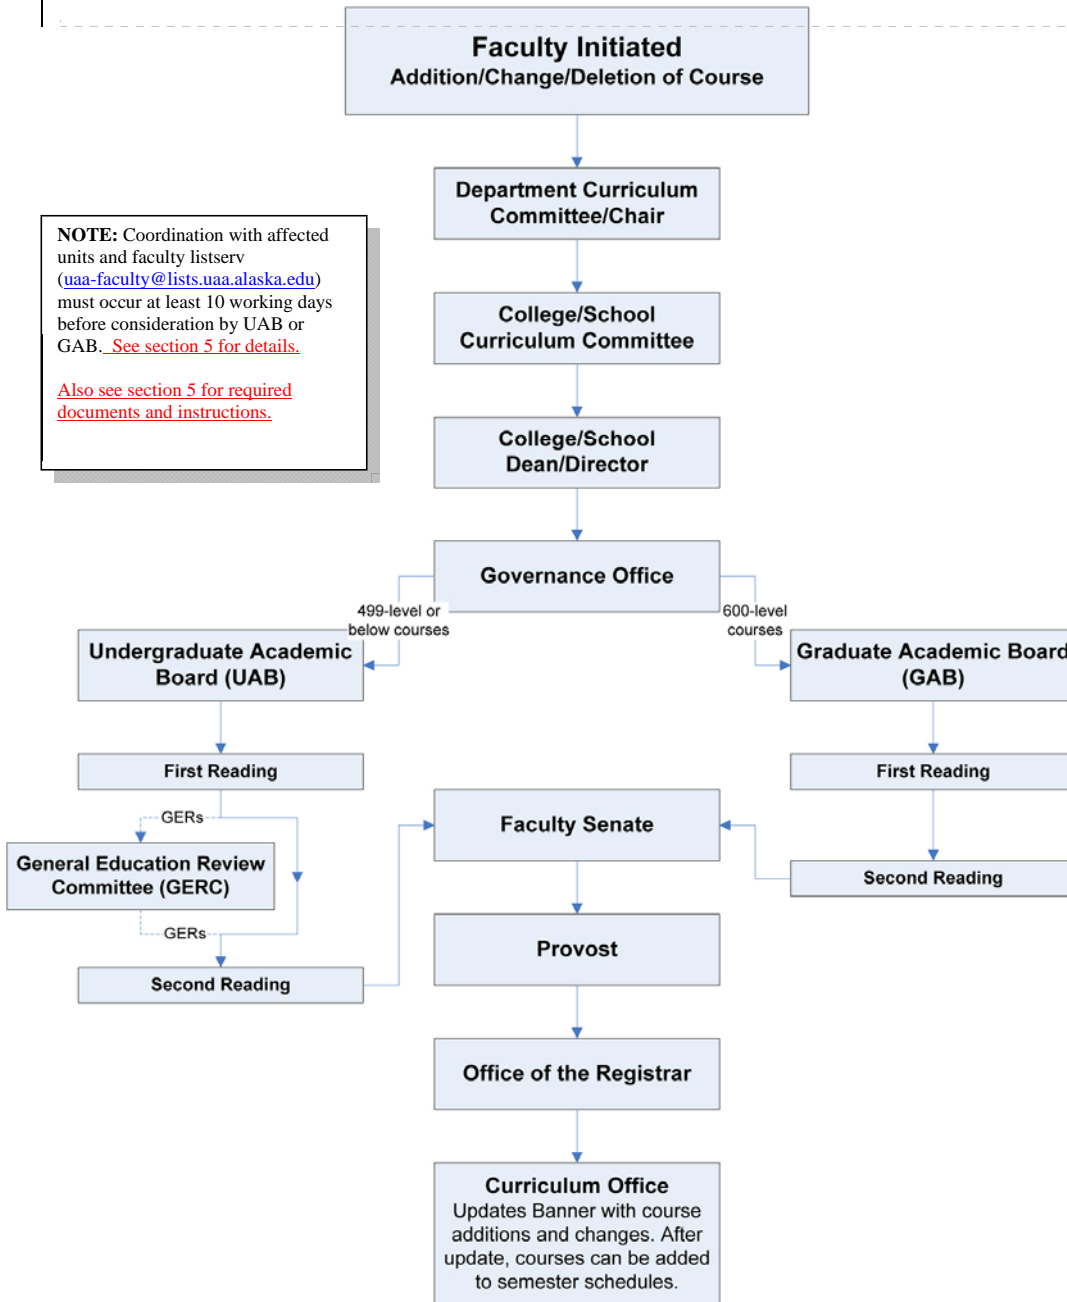 Faculty Initiated
Addition/Change/Deletion of Course
Department Curriculum
Committee/Chair
NOTE: Coordination with affected
units and faculty listserv
(uaa-faculty@lists.uaa.alaska.edu)
must occur at least 10 working days
before consideration by UAB or
GAB. See section 5 for details.
Also see section 5 for required
documents and instructions.
College/School
Curriculum Committee
College/School
Dean/Director
Governance Office
499-level or
below courses
600-level
courses
Undergraduate Academic
Board (UAB)
Graduate Academic Board
(GAB)
First Reading
First Reading
GERs
General Education Review
Committee (GERC)
GERs
Second Reading
Faculty Senate
Second Reading
Provost
Office of the Registrar
Curriculum Office
Updates Banner with course
additions and changes. After
update, courses can be added
to semester schedules.